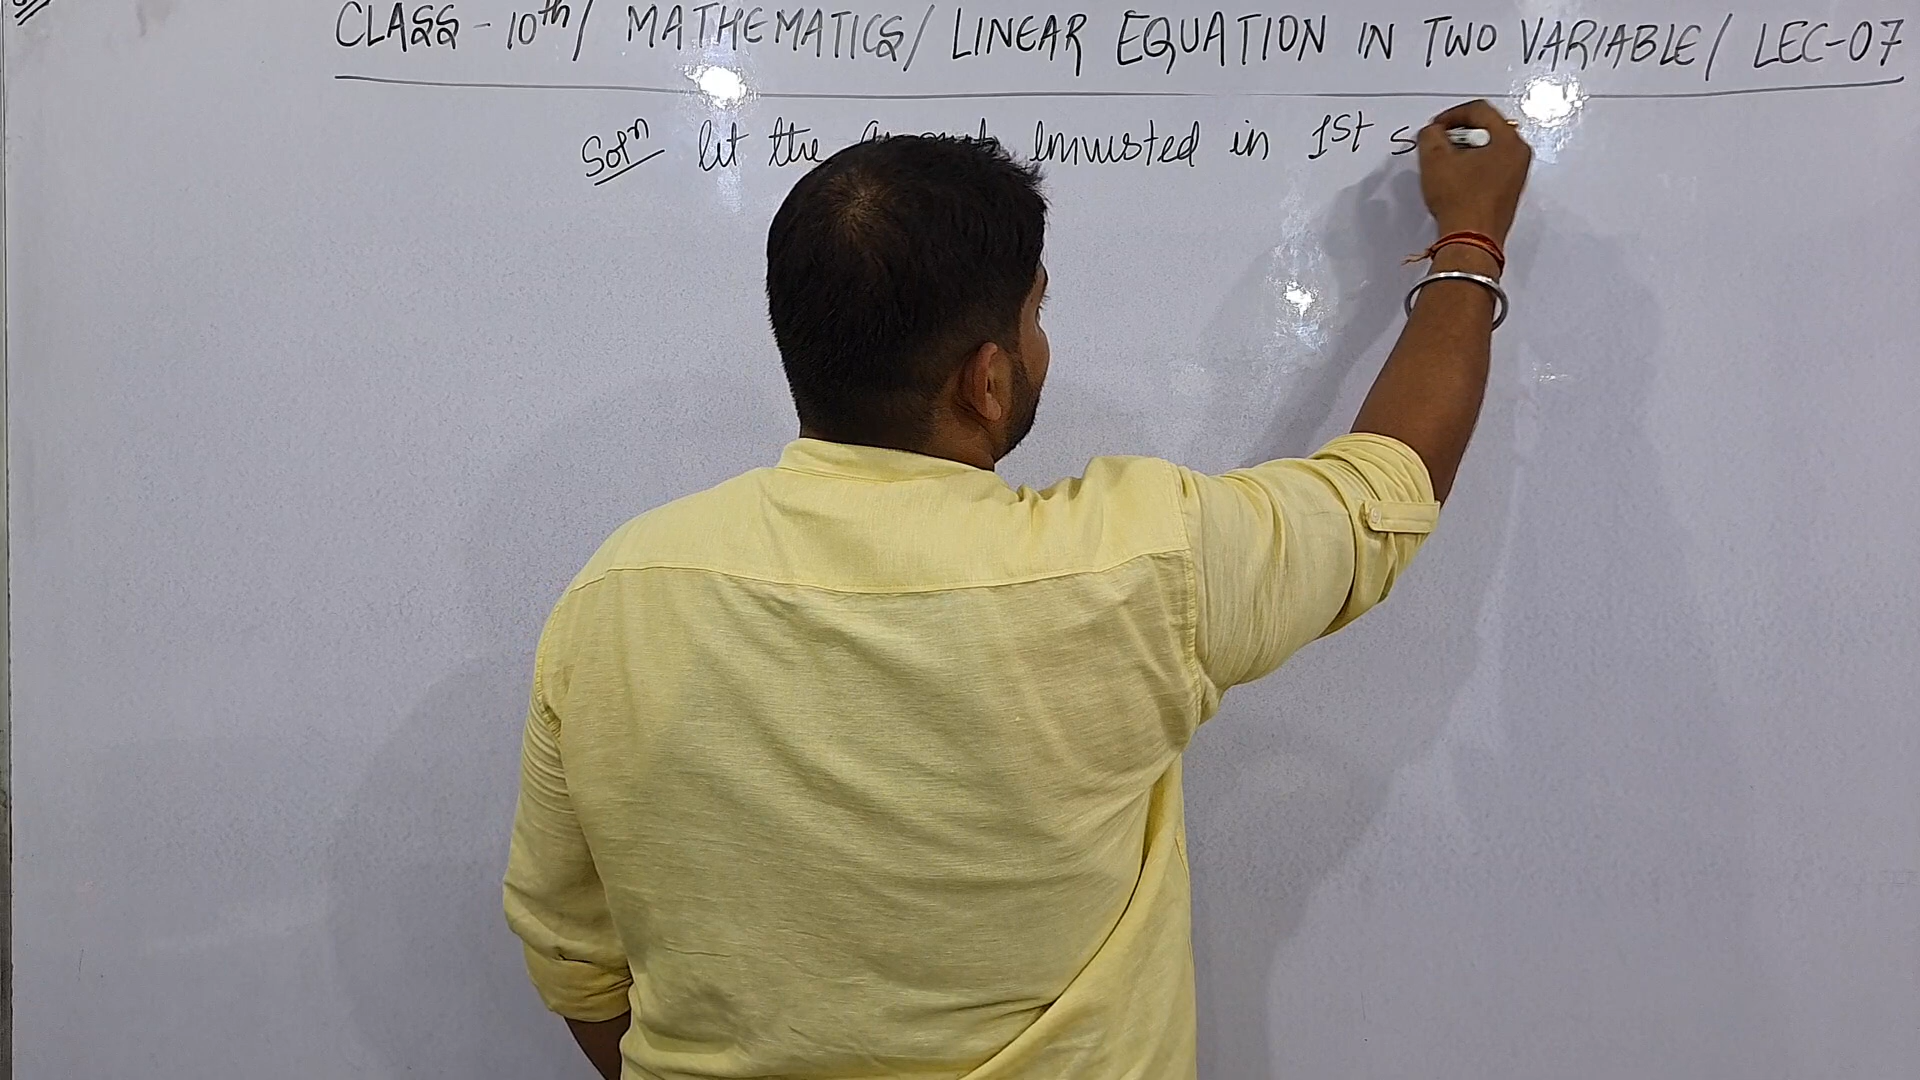 CLASS - 10th / MATHEMATICS / LINEAR EQUATION IN TWO VARIABLE / LEC-07
Solⁿ let the invested in 1st s